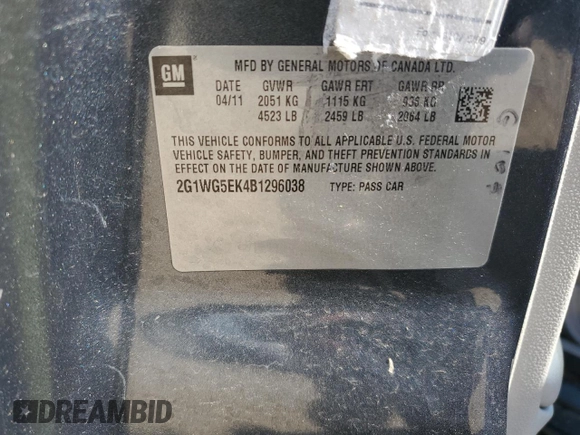 GM
MFD BY GENERAL MOTORS OF CANADA LTD.
DATE GVWR GAWR FRT GAWR RR
04/11 2051 KG 1115 KG 936 KG
4523 LB 2459 LB 2064 LB
THIS VEHICLE CONFORMS TO ALL APPLICABLE U.S. FEDERAL MOTOR
VEHICLE SAFETY, BUMPER, AND THEFT PREVENTION STANDARDS IN
EFFECT ON THE DATE OF MANUFACTURE SHOWN ABOVE.
2G1WG5EK4B1296038 TYPE: PASS CAR
DREAMBID